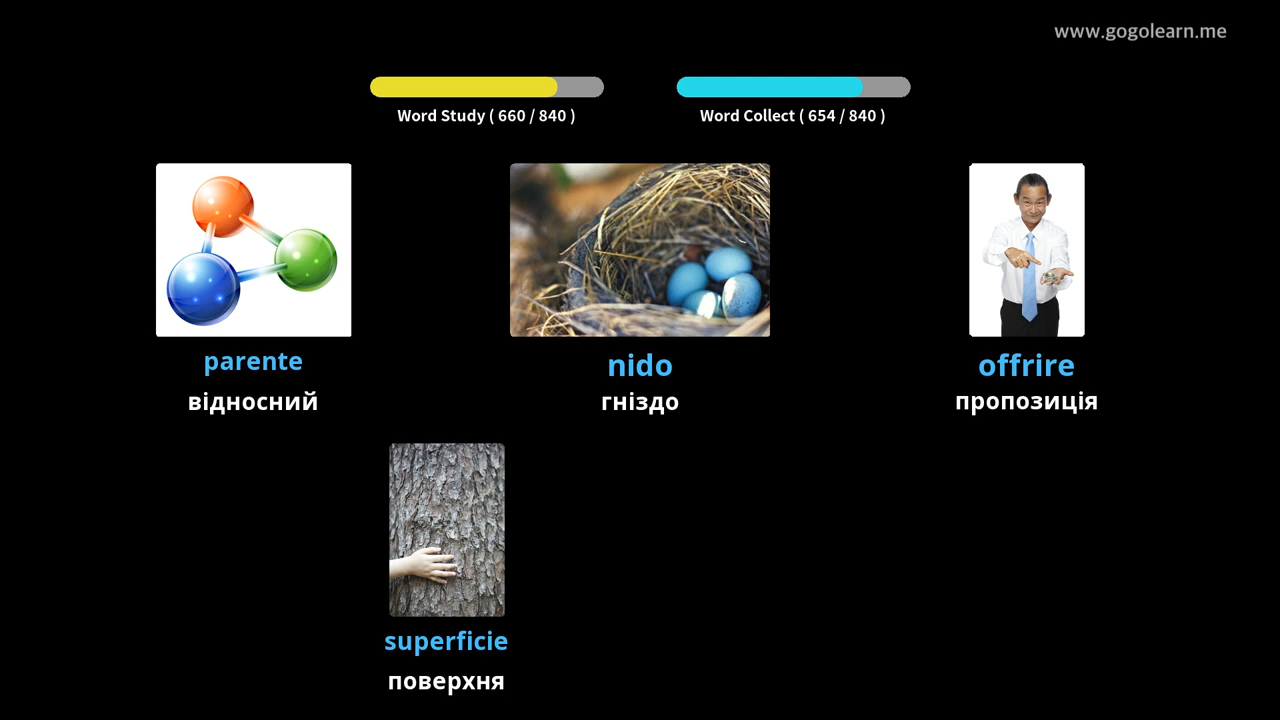 www.gogolearn.me
Word Study ( 660 / 840 )
Word Collect ( 654 / 840 )
parente
відносний
nido
гніздо
offrire
пропозиція
superficie
поверхня